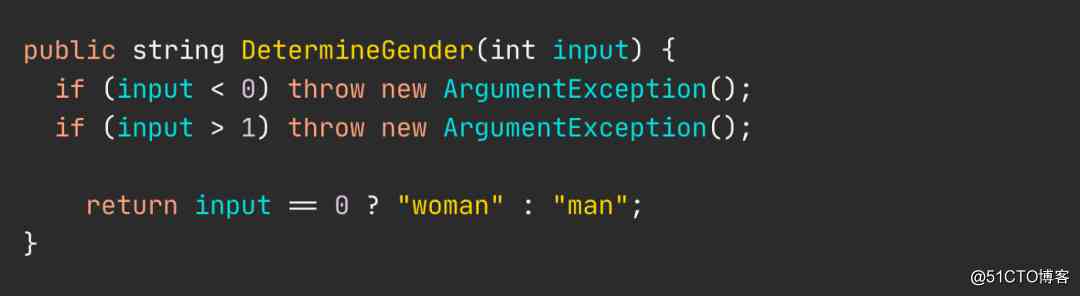 public string DetermineGender(int input) {
  if (input < 0) throw new ArgumentException();
  if (input > 1) throw new ArgumentException();
    return input == 0 ? "woman" : "man";
}
@51CTO博客